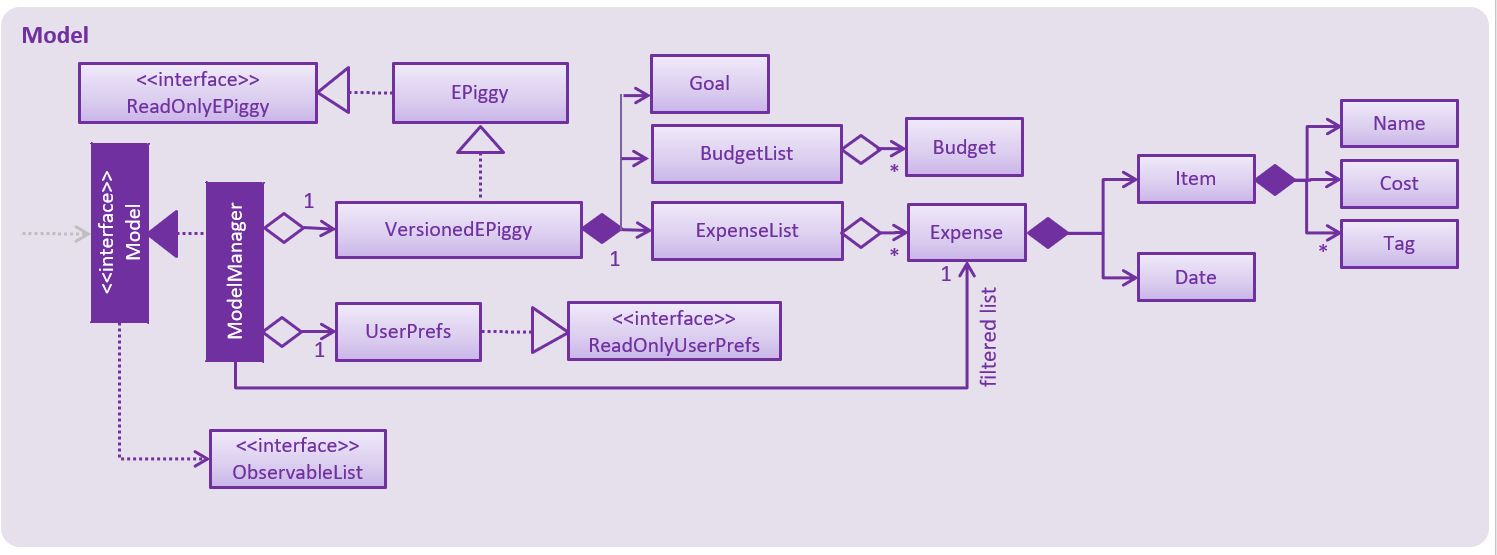 Model
<<interface>>
ReadOnlyEPiggy
EPiggy
Goal
BudgetList
Budget
*
Name
Item
Cost
Tag
*
<<interface>>
Model
ModelManager
1
VersionedEPiggy
1
ExpenseList
*
Expense
1
Date
filtered list
UserPrefs
1
<<interface>>
ReadOnlyUserPrefs
<<interface>>
ObservableList